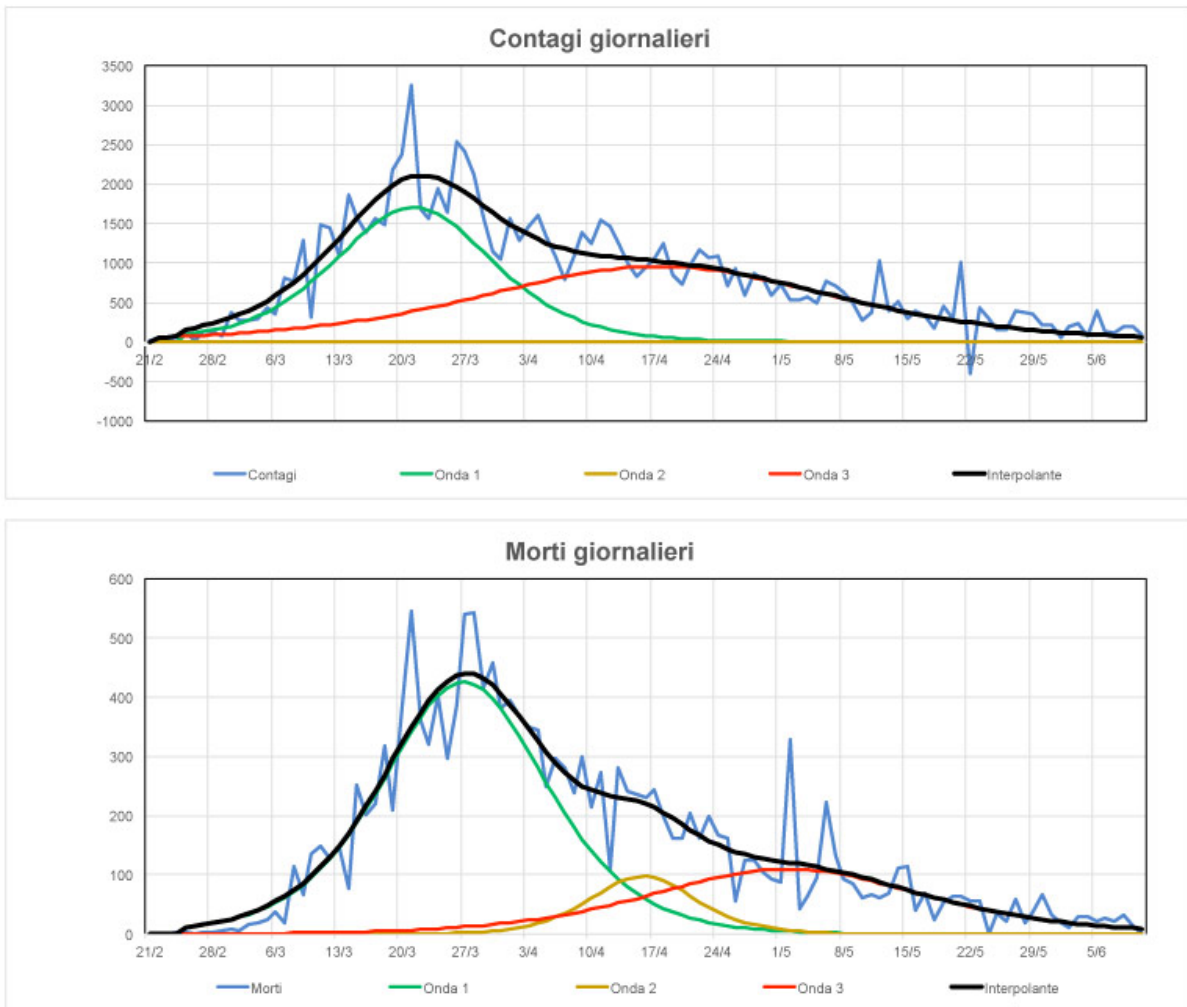 Contagi giornalieri
3500
3000
2500
2000
1500
1000
500
0
21/2 28/2 6/3 13/3 20/3 27/3 3/4 10/4 17/4 24/4 1/5 8/5 15/5 22/5 29/5 5/6
-500
-1000
Contagi Onda 1 Onda 2 Onda 3 Interpolante
Morti giornalieri
600
500
400
300
200
100
0
21/2 28/2 6/3 13/3 20/3 27/3 3/4 10/4 17/4 24/4 1/5 8/5 15/5 22/5 29/5 5/6
Morti Onda 1 Onda 2 Onda 3 Interpolante